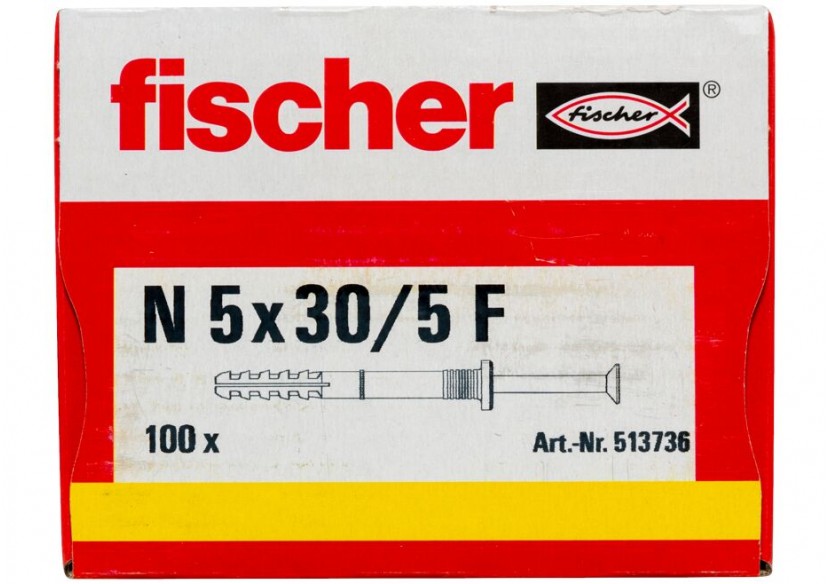 fischer
fischer ®
N 5x30/5 F
100 x
Art.-Nr. 513736